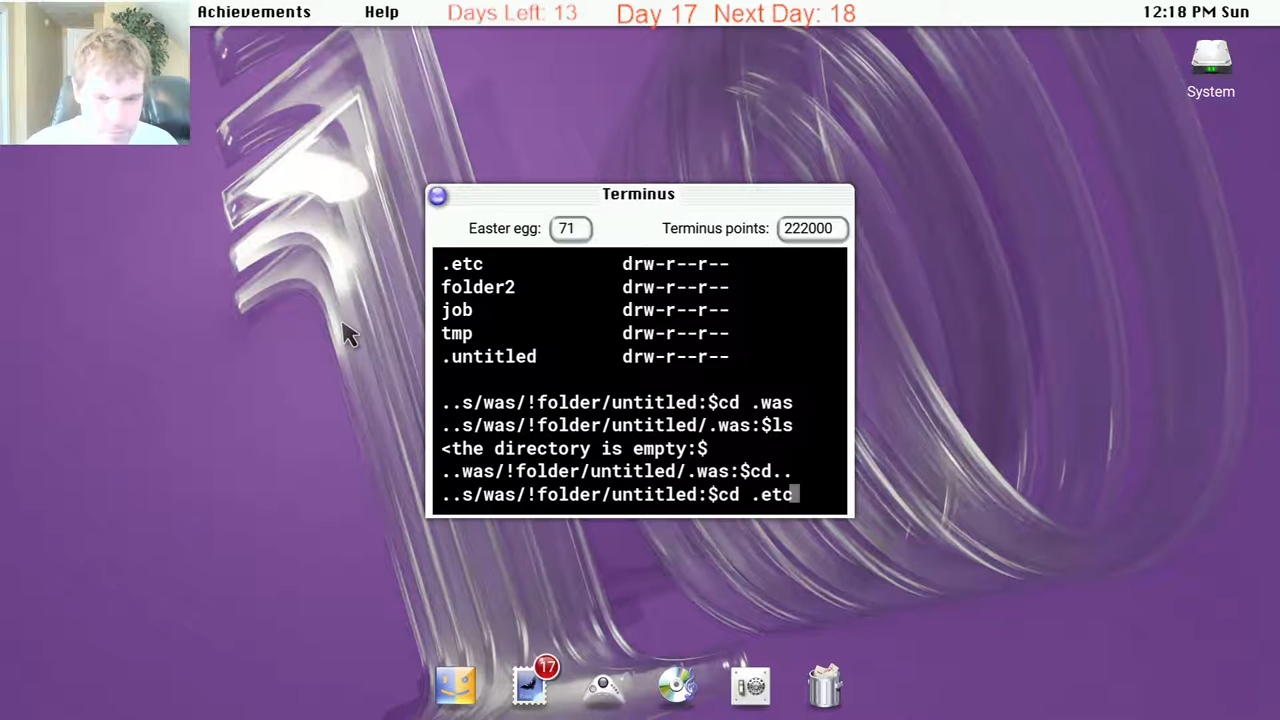 Achievements Help Days Left: 13 Day 17 Next Day: 18 12:18 PM Sun
System
Terminus
Easter egg: 71 Terminus points: 222000
.etc drw-r--r--
folder2 drw-r--r--
job drw-r--r--
tmp drw-r--r--
.untitled drw-r--r--
..s/was/!folder/untitled:$cd .was
..s/was/!folder/untitled/.was:$ls
<the directory is empty:$
..was/!folder/untitled/.was:$cd..
..s/was/!folder/untitled:$cd .etc
17